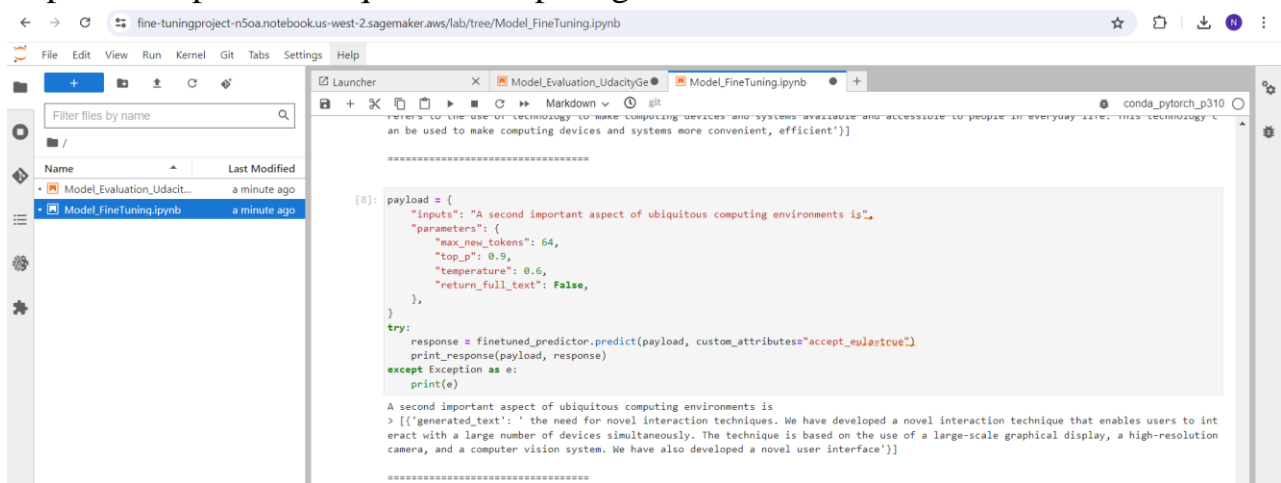 fine-tuningproject-n5oa.notebook.us-west-2.sagemaker.aws/lab/tree/Model_FineTuning.ipynb
N
File Edit View Run Kernel Git Tabs Settings Help
Launcher Model_Evaluation_UdacityGe Model_FineTuning.ipynb
Markdown git conda_pytorch_p310
Filter files by name
/
Name Last Modified
Model_Evaluation_Udacit... a minute ago
Model_FineTuning.ipynb a minute ago
refers to the use of technology to make computing devices and systems available and accessible to people in everyday life. This technology c
an be used to make computing devices and systems more convenient, efficient'}]
==================================
[8]: payload = {
"inputs": "A second important aspect of ubiquitous computing environments is",
"parameters": {
"max_new_tokens": 64,
"top_p": 0.9,
"temperature": 0.6,
"return_full_text": False,
},
}
try:
response = finetuned_predictor.predict(payload, custom_attributes="accept_eula=true")
print_response(payload, response)
except Exception as e:
print(e)
A second important aspect of ubiquitous computing environments is
> [{'generated_text': ' the need for novel interaction techniques. We have developed a novel interaction technique that enables users to int
eract with a large number of devices simultaneously. The technique is based on the use of a large-scale graphical display, a high-resolution
camera, and a computer vision system. We have also developed a novel user interface'}]
==================================